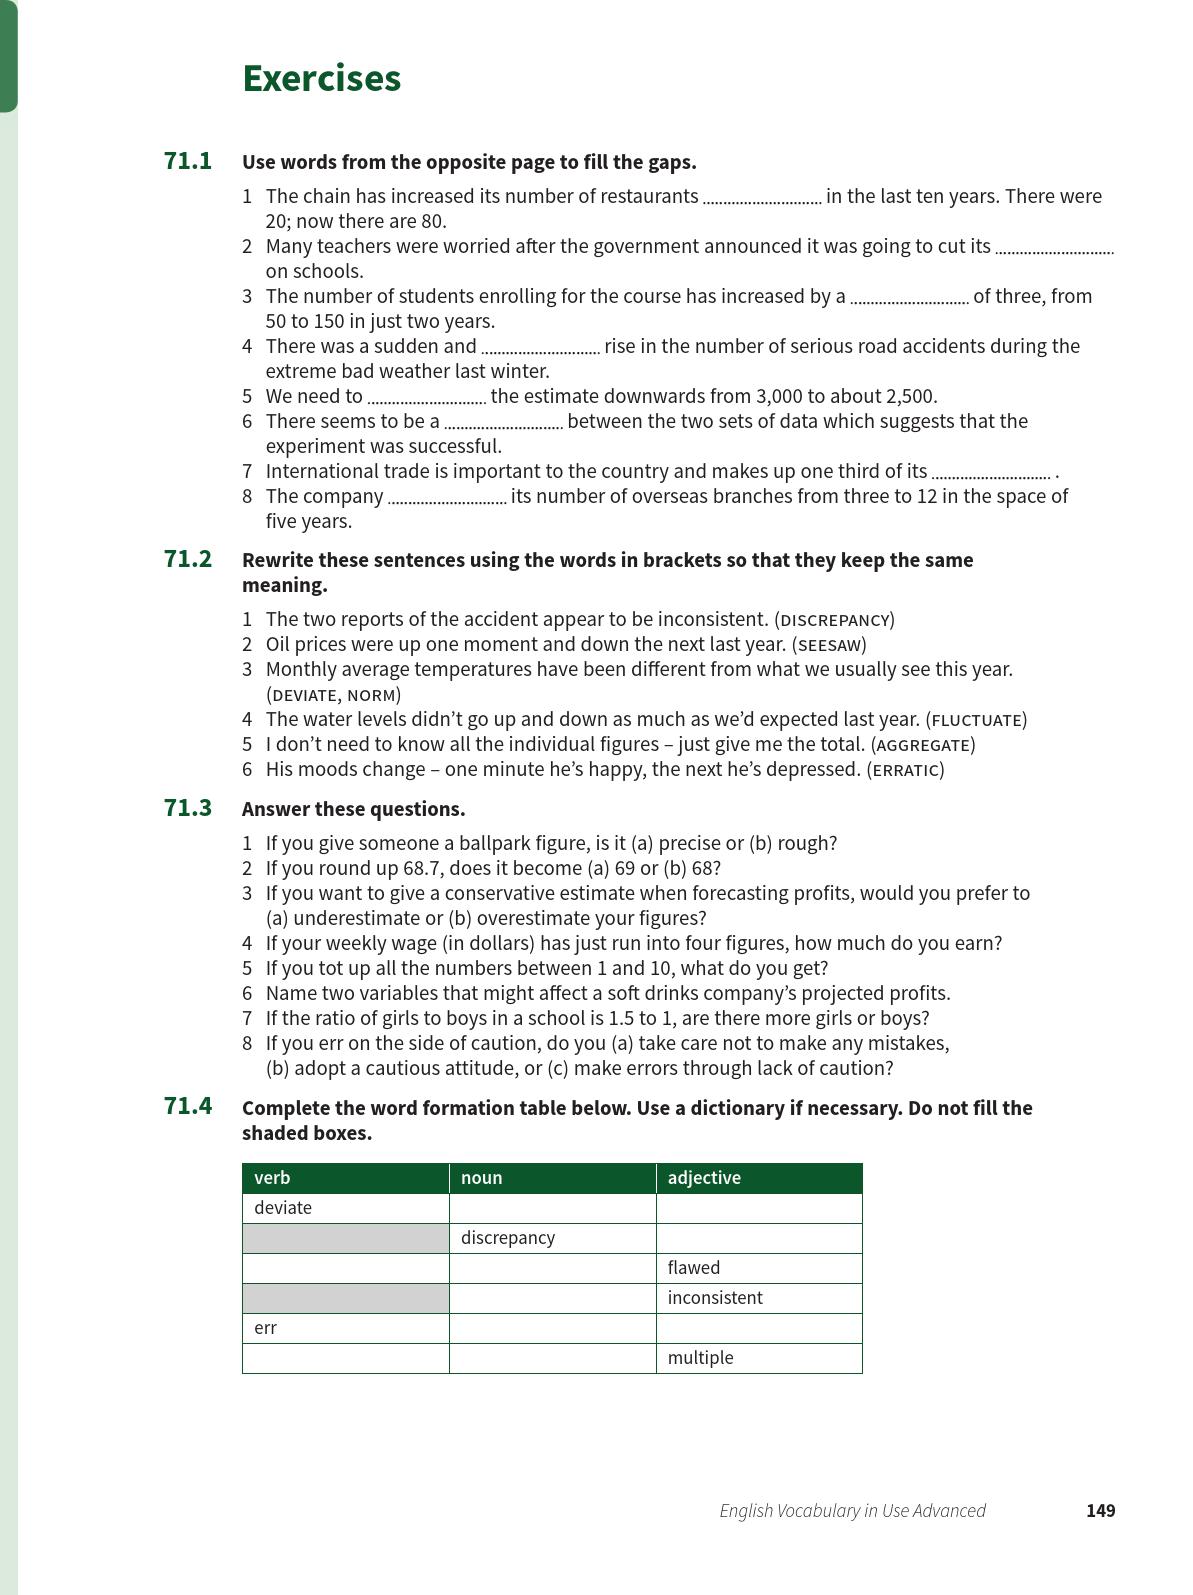 Exercises
71.1 Use words from the opposite page to fill the gaps.
1 The chain has increased its number of restaurants ............................. in the last ten years. There were
20; now there are 80.
2 Many teachers were worried after the government announced it was going to cut its .............................
on schools.
3 The number of students enrolling for the course has increased by a ............................. of three, from
50 to 150 in just two years.
4 There was a sudden and ............................. rise in the number of serious road accidents during the
extreme bad weather last winter.
5 We need to ............................. the estimate downwards from 3,000 to about 2,500.
6 There seems to be a ............................. between the two sets of data which suggests that the
experiment was successful.
7 International trade is important to the country and makes up one third of its ............................. .
8 The company ............................. its number of overseas branches from three to 12 in the space of
five years.
71.2 Rewrite these sentences using the words in brackets so that they keep the same
meaning.
1 The two reports of the accident appear to be inconsistent. (DISCREPANCY)
2 Oil prices were up one moment and down the next last year. (SEESAW)
3 Monthly average temperatures have been different from what we usually see this year.
(DEVIATE, NORM)
4 The water levels didn’t go up and down as much as we’d expected last year. (FLUCTUATE)
5 I don’t need to know all the individual figures – just give me the total. (AGGREGATE)
6 His moods change – one minute he’s happy, the next he’s depressed. (ERRATIC)
71.3 Answer these questions.
1 If you give someone a ballpark figure, is it (a) precise or (b) rough?
2 If you round up 68.7, does it become (a) 69 or (b) 68?
3 If you want to give a conservative estimate when forecasting profits, would you prefer to
(a) underestimate or (b) overestimate your figures?
4 If your weekly wage (in dollars) has just run into four figures, how much do you earn?
5 If you tot up all the numbers between 1 and 10, what do you get?
6 Name two variables that might affect a soft drinks company’s projected profits.
7 If the ratio of girls to boys in a school is 1.5 to 1, are there more girls or boys?
8 If you err on the side of caution, do you (a) take care not to make any mistakes,
(b) adopt a cautious attitude, or (c) make errors through lack of caution?
71.4 Complete the word formation table below. Use a dictionary if necessary. Do not fill the
shaded boxes.
verb noun adjective
deviate
discrepancy
flawed
inconsistent
err
multiple
English Vocabulary in Use Advanced 149